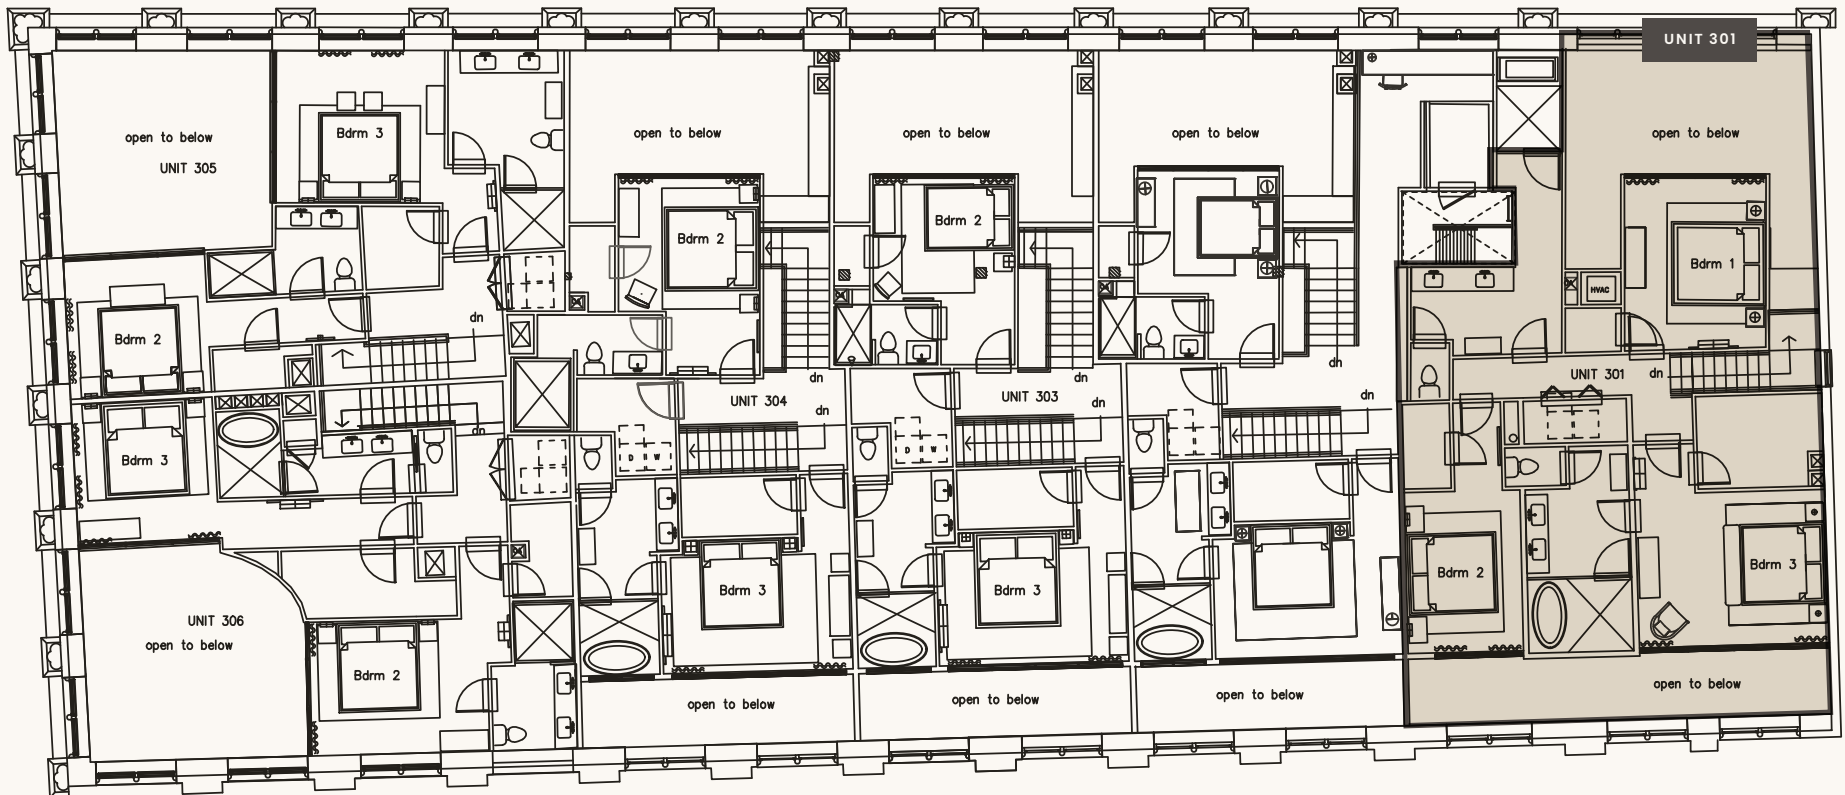 UNIT 301
open to below
UNIT 305
Bdrm 3
open to below
open to below
open to below
open to below
Bdrm 2
Bdrm 2
Bdrm 1
HVAC
Bdrm 2
dn
dn
dn
dn
UNIT 301
dn
UNIT 304
UNIT 303
dn
dn
dn
dn
Bdrm 3
D W
D W
Bdrm 2
Bdrm 3
Bdrm 3
Bdrm 3
UNIT 306
open to below
Bdrm 2
open to below
open to below
open to below
open to below